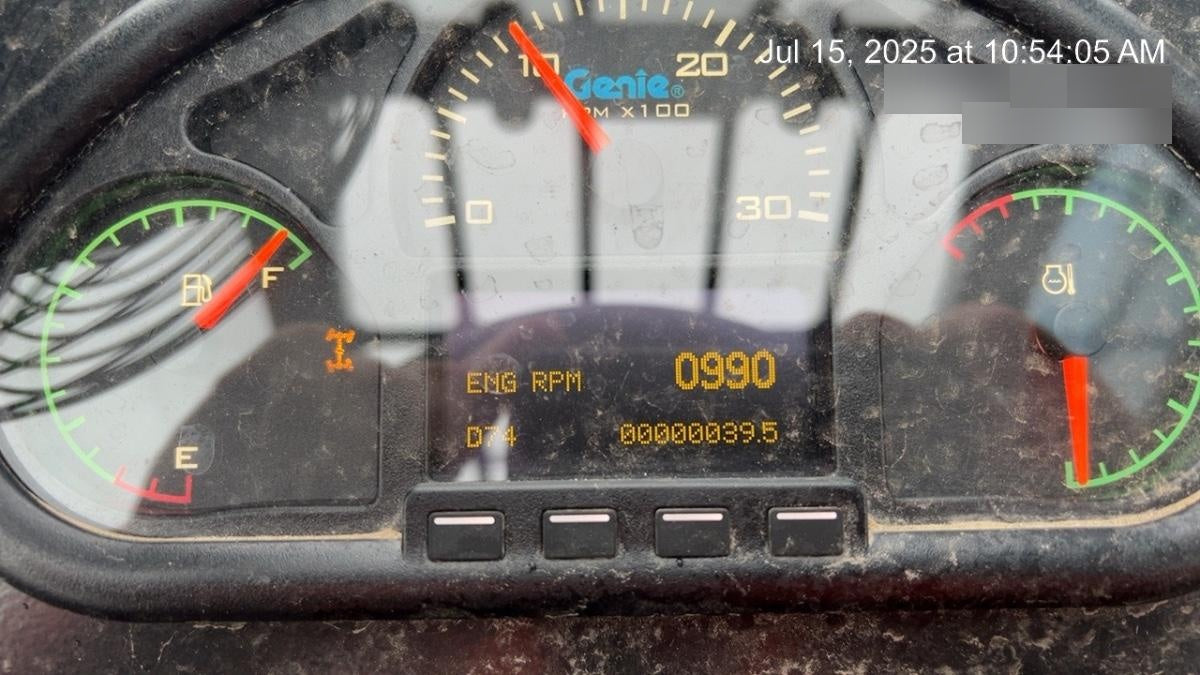 Jul 15, 2025 at 10:54:05 AM
10 20
Genie®
RPM x100
0 30
F
E
ENG RPM 0990
D74 00000039.5